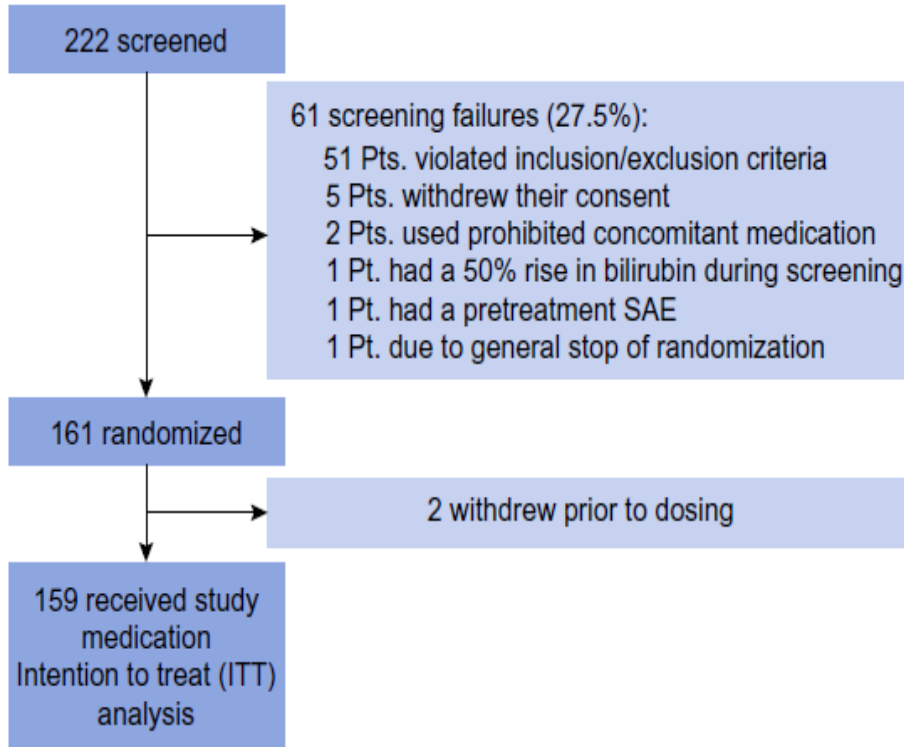 222 screened
61 screening failures (27.5%):
51 Pts. violated inclusion/exclusion criteria
5 Pts. withdrew their consent
2 Pts. used prohibited concomitant medication
1 Pt. had a 50% rise in bilirubin during screening
1 Pt. had a pretreatment SAE
1 Pt. due to general stop of randomization
161 randomized
2 withdrew prior to dosing
159 received study
medication
Intention to treat (ITT)
analysis